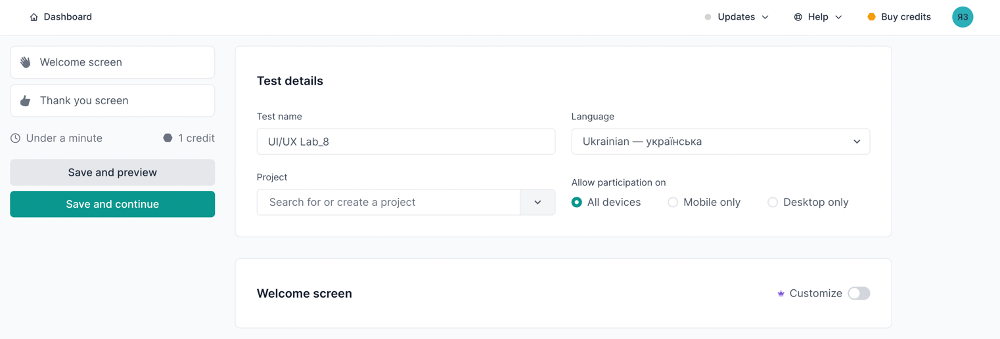 Dashboard
Updates
Help
Buy credits
ЯЗ
Welcome screen
Thank you screen
Under a minute
1 credit
Save and preview
Save and continue
Test details
Test name
Language
UI/UX Lab_8
Ukrainian — українська
Project
Allow participation on
Search for or create a project
All devices
Mobile only
Desktop only
Welcome screen
Customize